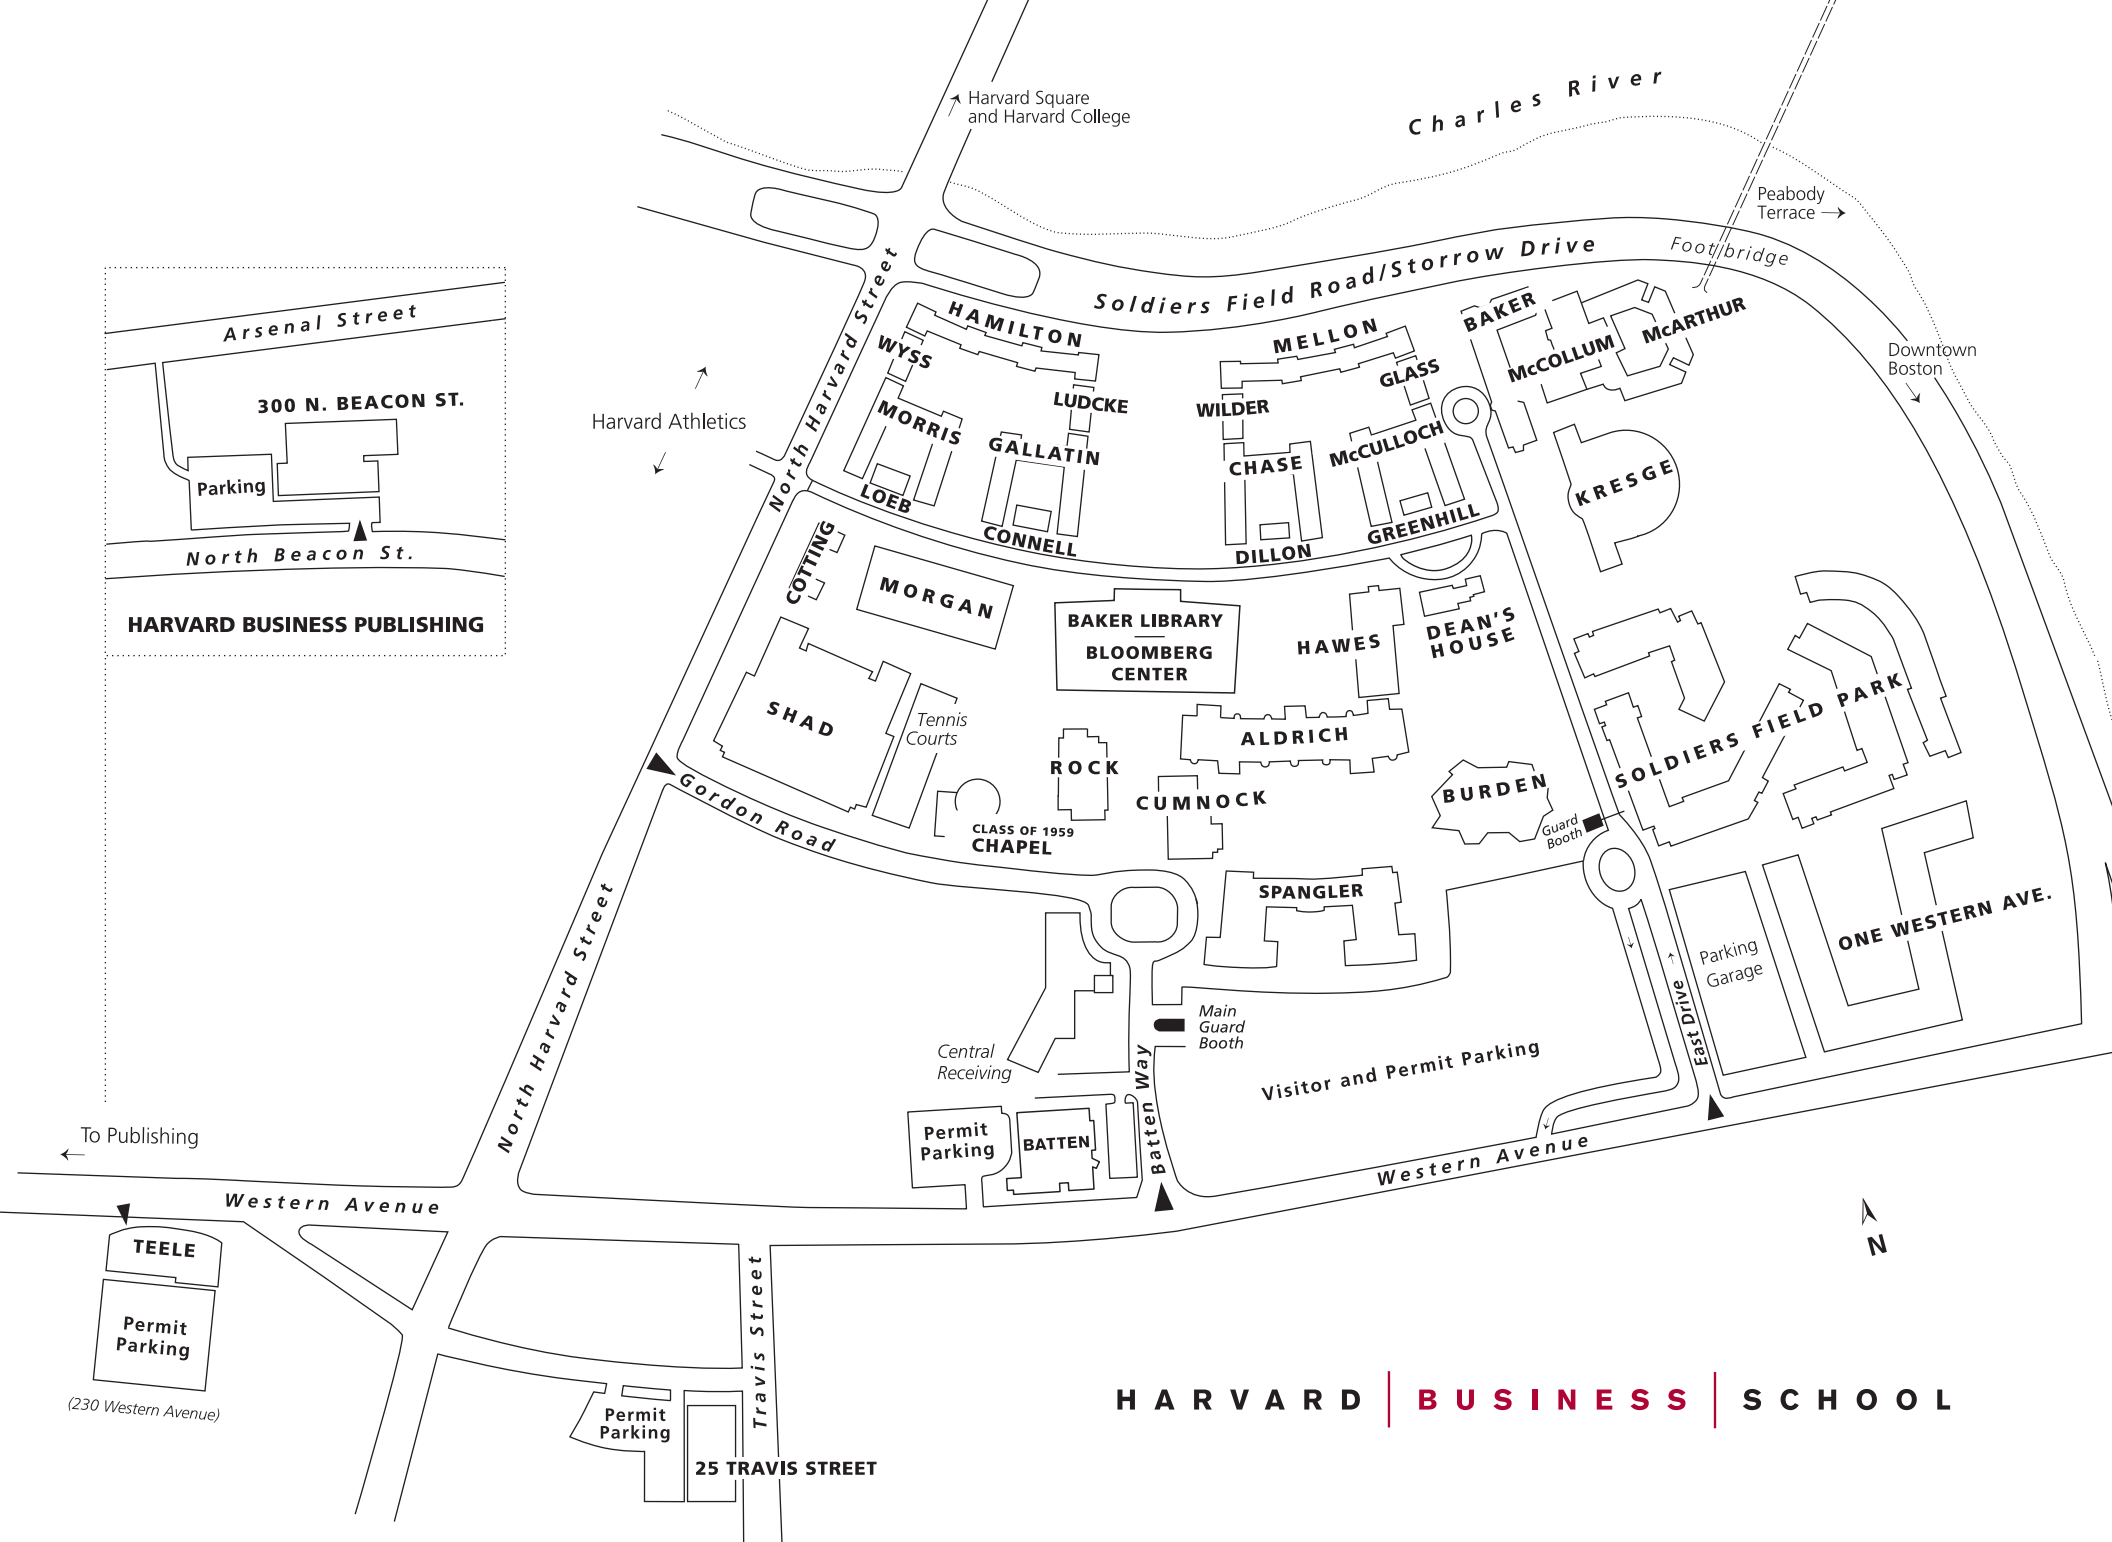 Charles River
Harvard Square
and Harvard College
Peabody
Terrace
Footbridge
Soldiers Field Road/Storrow Drive
North Harvard Street
Downtown
Boston
Harvard Athletics
HAMILTON
WYSS
MORRIS
LUDCKE
GALLATIN
LOEB
CONNELL
MELLON
GLASS
WILDER
CHASE
McCULLOCH
DILLON
GREENHILL
BAKER
McCOLLUM
McARTHUR
KRESGE
Arsenal Street
300 N. BEACON ST.
Parking
North Beacon St.
HARVARD BUSINESS PUBLISHING
COTTING
MORGAN
BAKER LIBRARY
BLOOMBERG
CENTER
HAWES
DEAN'S
HOUSE
SHAD
Tennis
Courts
ROCK
ALDRICH
CUMNOCK
BURDEN
Guard
Booth
SOLDIERS FIELD PARK
Gordon Road
CLASS OF 1959
CHAPEL
SPANGLER
ONE WESTERN AVE.
Parking
Garage
East Drive
North Harvard Street
Central
Receiving
Main
Guard
Booth
Visitor and Permit Parking
Batten Way
Permit
Parking
BATTEN
Western Avenue
To Publishing
Western Avenue
TEELE
Permit
Parking
(230 Western Avenue)
Travis Street
Permit
Parking
25 TRAVIS STREET
N
HARVARD | BUSINESS | SCHOOL